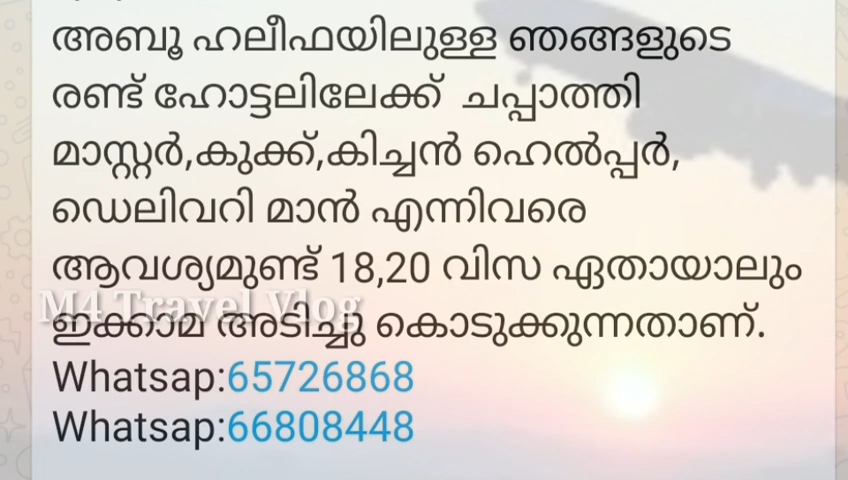 അബൂ ഹലീഫയിലുള്ള ഞങ്ങളുടെ
രണ്ട് ഹോട്ടലിലേക്ക് ചപ്പാത്തി
മാസ്റ്റർ,കുക്ക്,കിച്ചൻ ഹെൽപ്പർ,
ഡെലിവറി മാൻ എന്നിവരെ
ആവശ്യമുണ്ട് 18,20 വിസ ഏതായാലും
M4 Travel Vlog
ഇക്കാമ അടിച്ചു കൊടുക്കുന്നതാണ്.
Whatsap:65726868
Whatsap:66808448